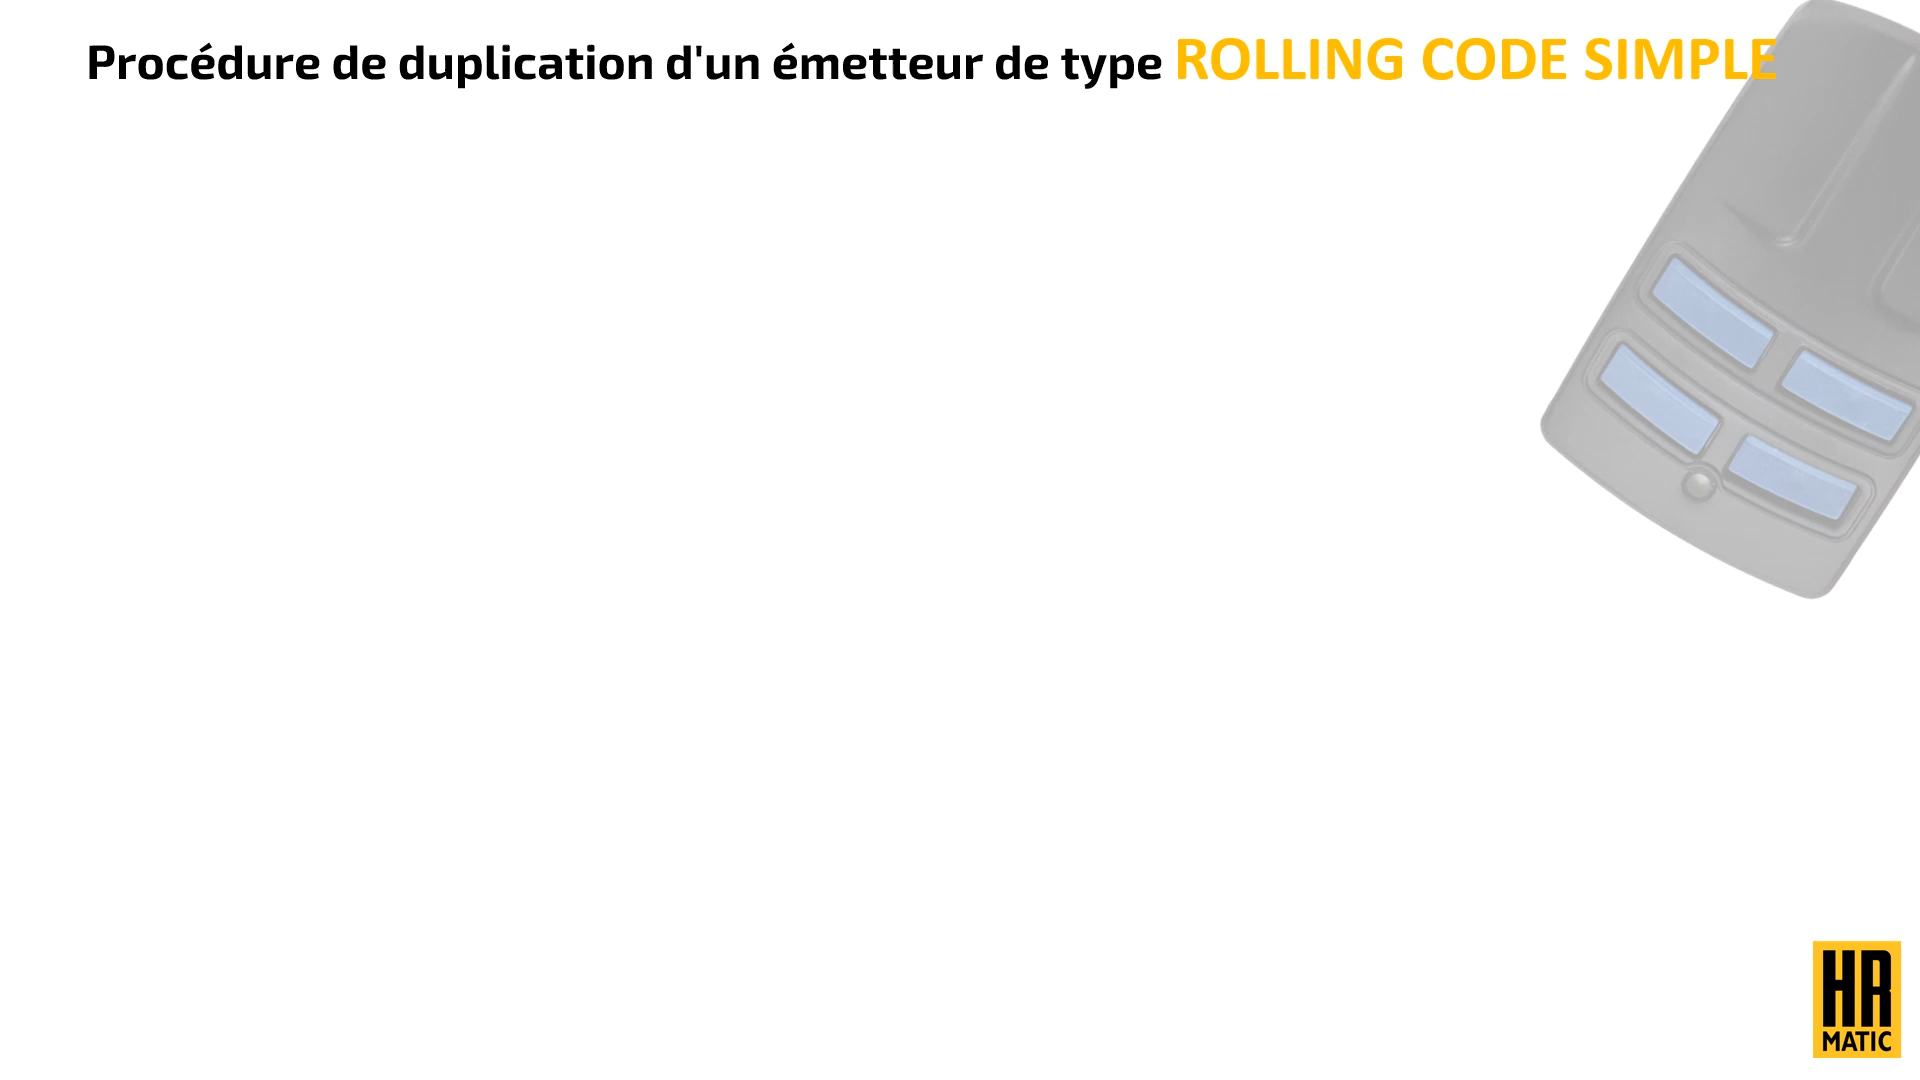 Procédure de duplication d'un émetteur de type ROLLING CODE SIMPLE
HR
MATIC